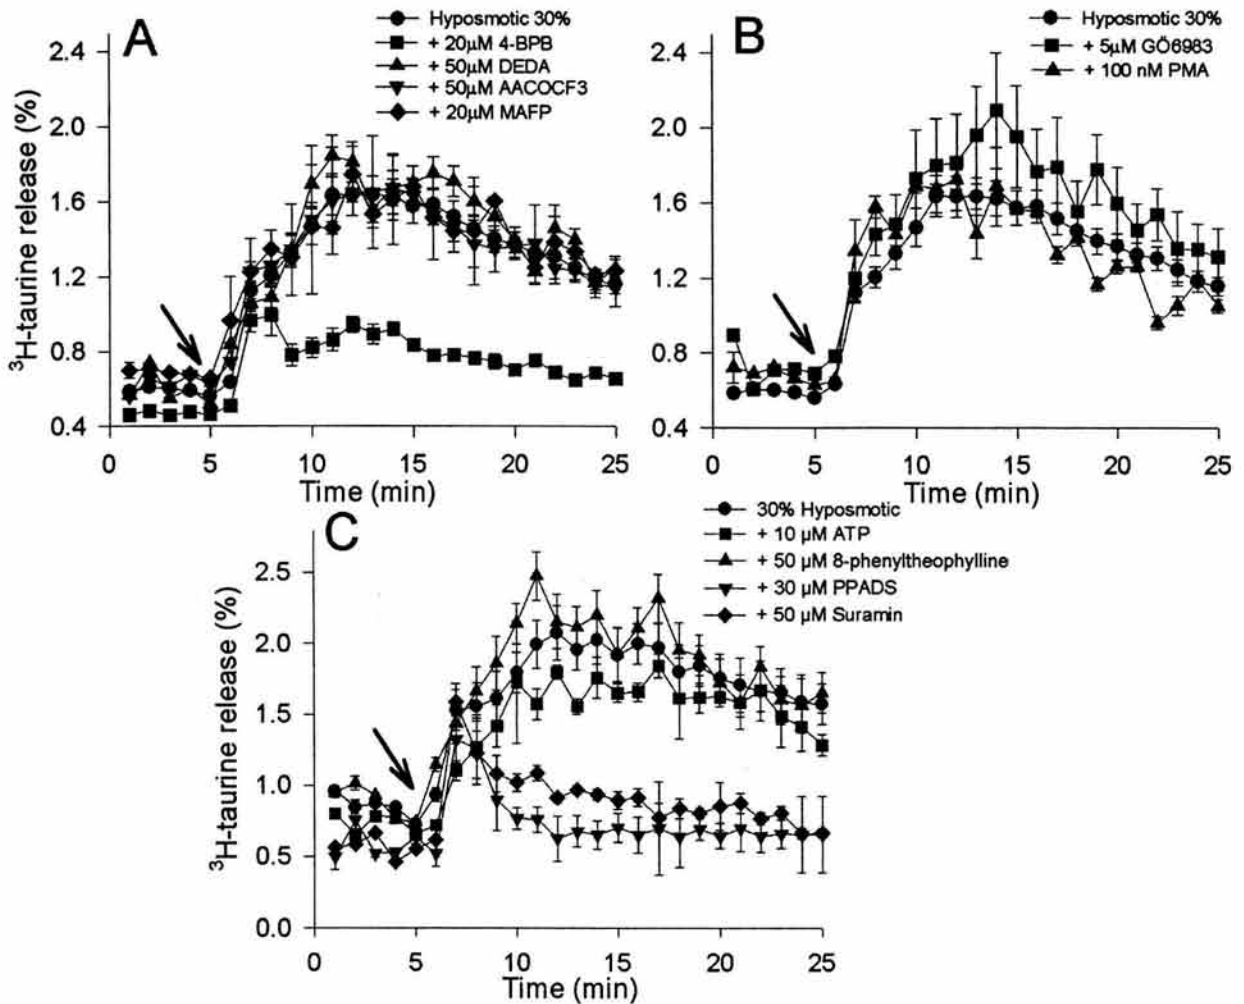 A
Hyposmotic 30%
+ 20µM 4-BPB
+ 50µM DEDA
+ 50µM AACOCF3
+ 20µM MAFP
³H-taurine release (%)
2.4
2.0
1.6
1.2
0.8
0.4
0 5 10 15 20 25
Time (min)
B
Hyposmotic 30%
+ 5µM GÖ6983
+ 100 nM PMA
2.4
2.0
1.6
1.2
0.8
0.4
0 5 10 15 20 25
Time (min)
C
30% Hyposmotic
+ 10 µM ATP
+ 50 µM 8-phenyltheophylline
+ 30 µM PPADS
+ 50 µM Suramin
³H-taurine release (%)
2.5
2.0
1.5
1.0
0.5
0.0
0 5 10 15 20 25
Time (min)